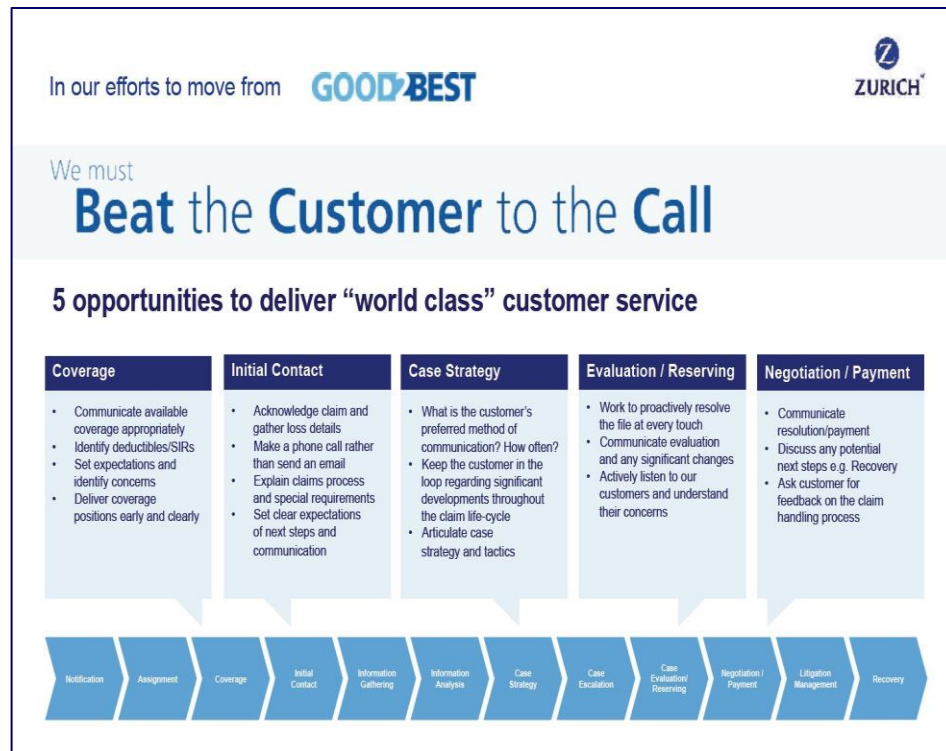 In our efforts to move from GOOD2BEST
Z
ZURICH
We must
Beat the Customer to the Call
5 opportunities to deliver “world class” customer service
Coverage
• Communicate available
coverage appropriately
• Identify deductibles/SIRs
• Set expectations and
identify concerns
• Deliver coverage
positions early and clearly
Initial Contact
• Acknowledge claim and
gather loss details
• Make a phone call rather
than send an email
• Explain claims process
and special requirements
• Set clear expectations
of next steps and
communication
Case Strategy
• What is the customer’s
preferred method of
communication? How often?
• Keep the customer in the
loop regarding significant
developments throughout
the claim life-cycle
• Articulate case
strategy and tactics
Evaluation / Reserving
• Work to proactively resolve
the file at every touch
• Communicate evaluation
and any significant changes
• Actively listen to our
customers and understand
their concerns
Negotiation / Payment
• Communicate
resolution/payment
• Discuss any potential
next steps e.g. Recovery
• Ask customer for
feedback on the claim
handling process
Notification
Assignment
Coverage
Initial
Contact
Information
Gathering
Information
Analysis
Case
Strategy
Case
Escalation
Case
Evaluation/
Reserving
Negotiation /
Payment
Litigation
Management
Recovery